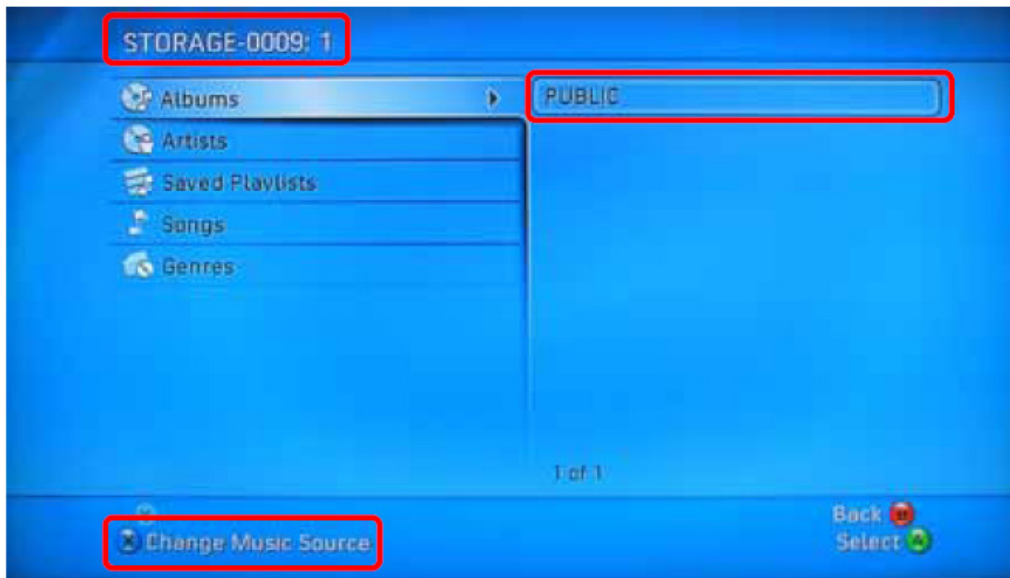 STORAGE-0009: 1
Albums
PUBLIC
Artists
Saved Playlists
Songs
Genres
1 of 1
Back B
X Change Music Source
Select A